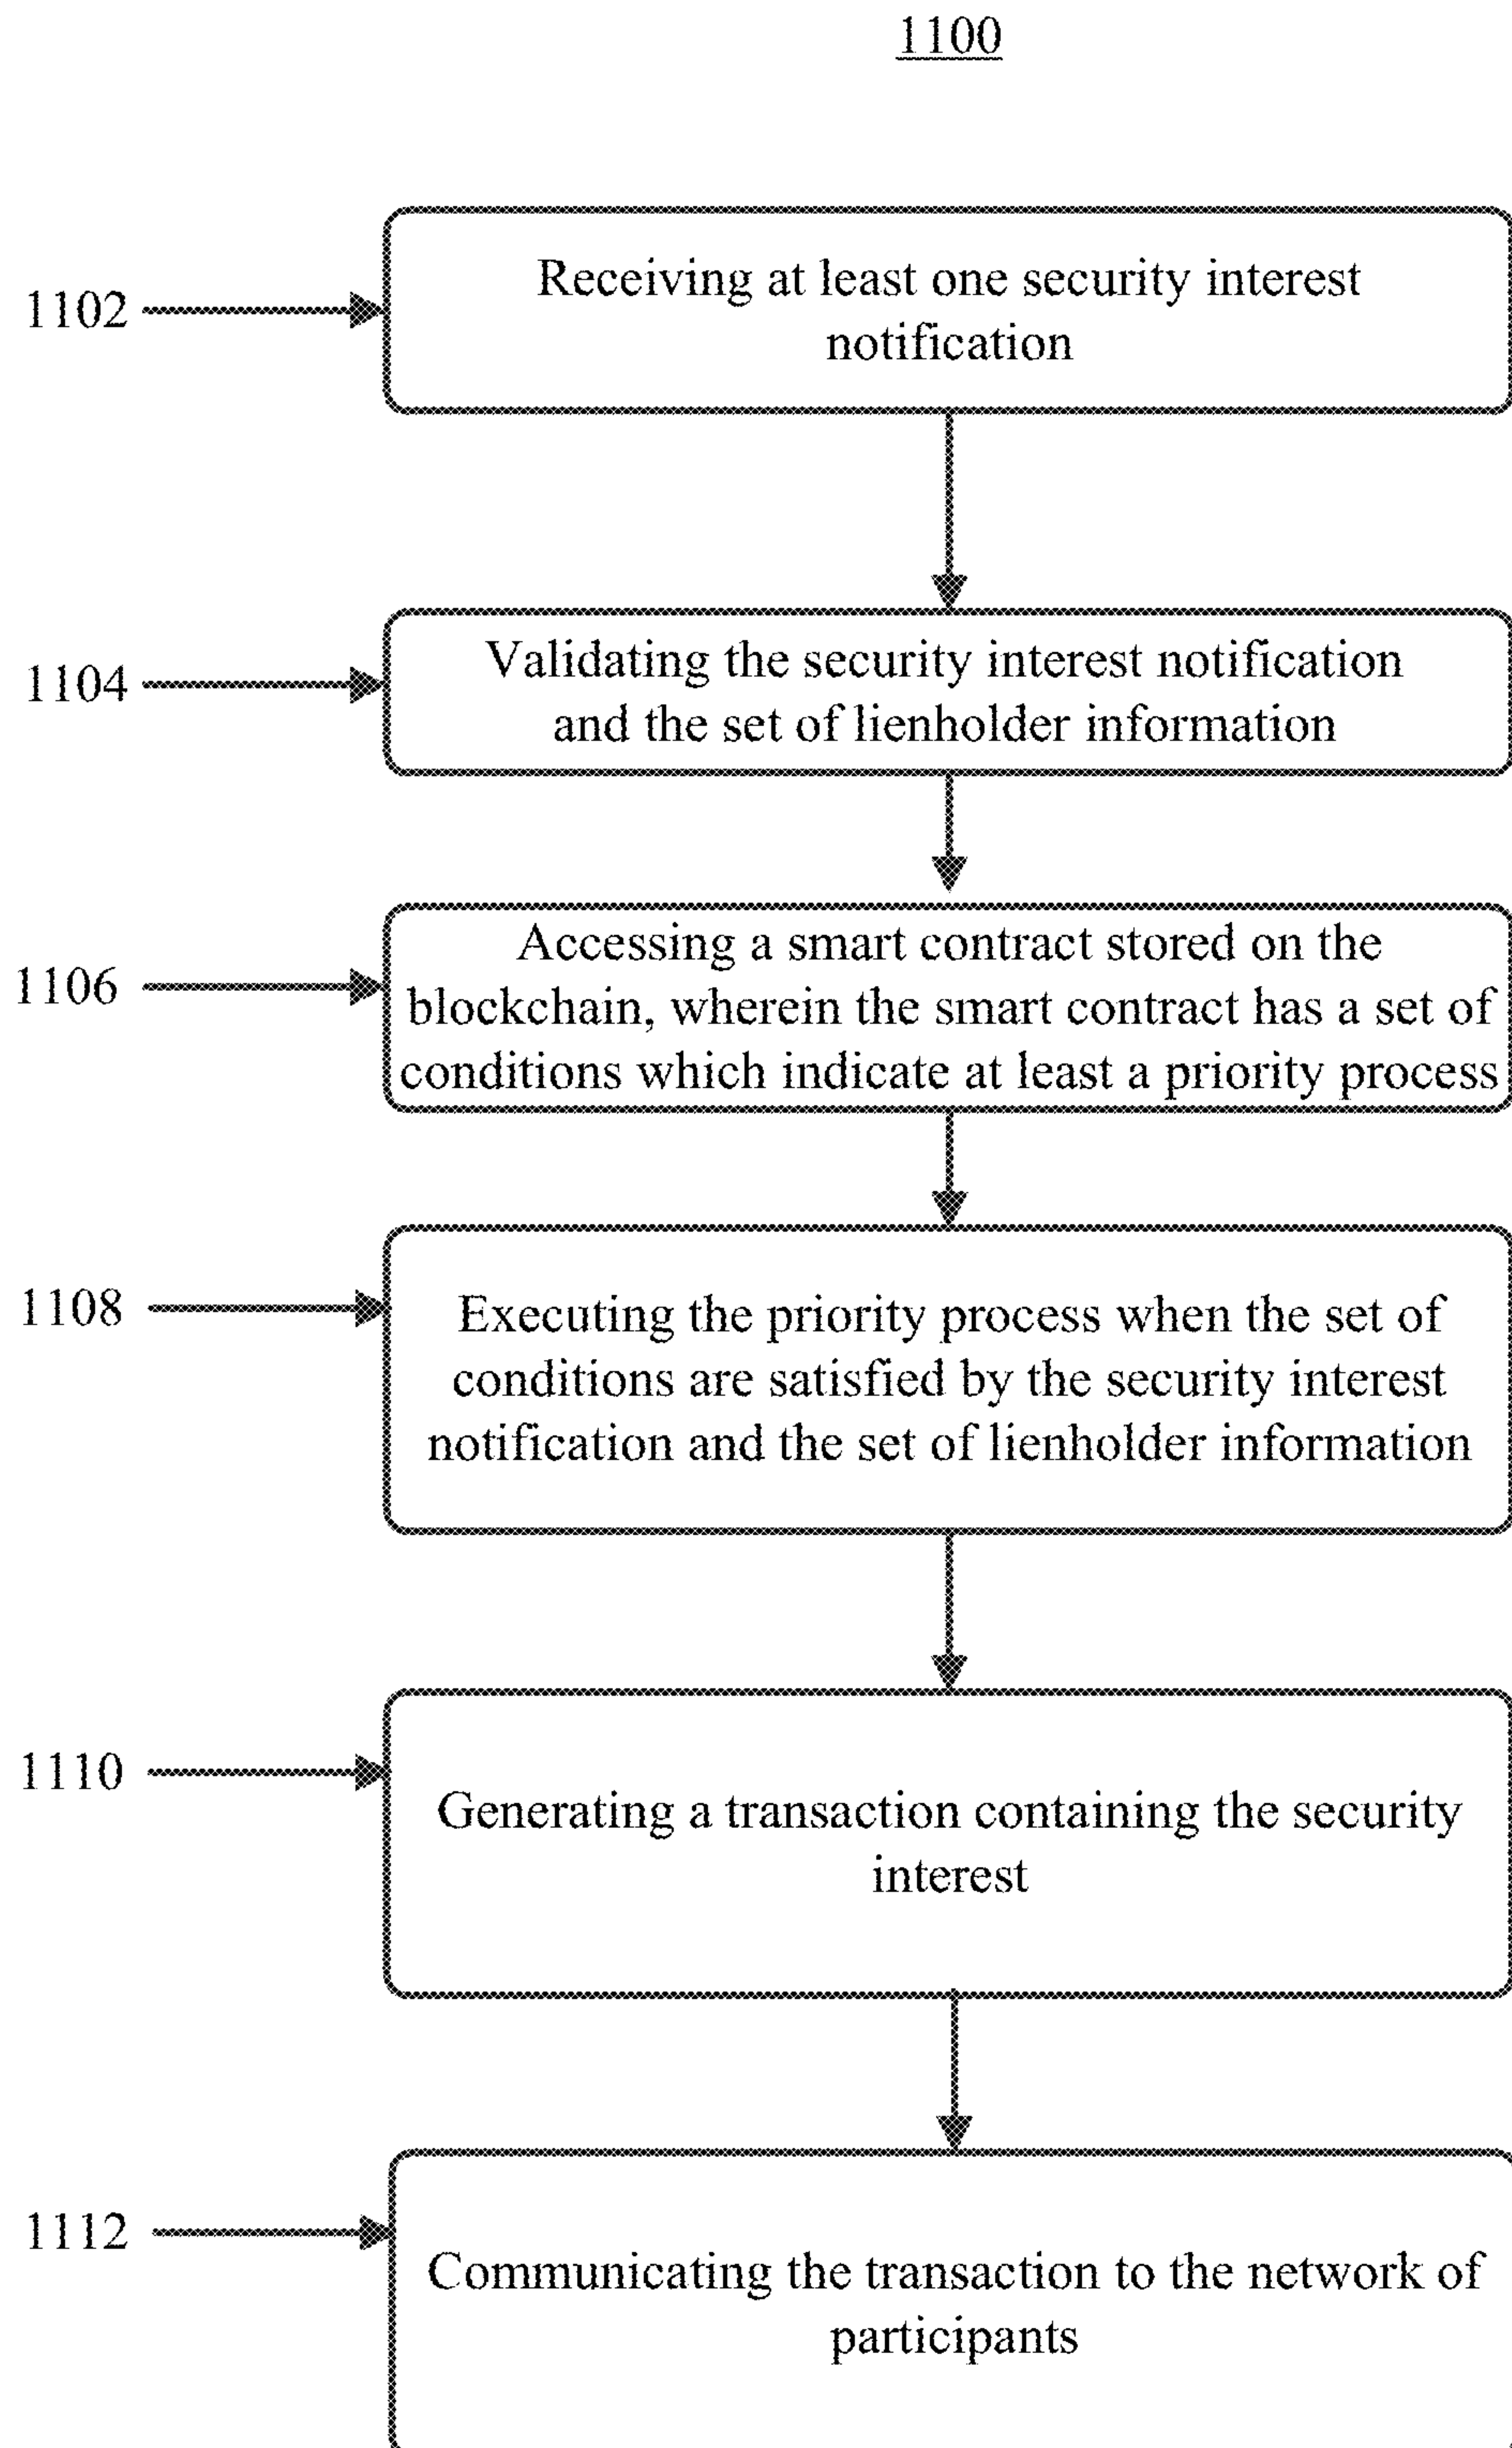 1100
1102
Receiving at least one security interest
notification
1104
Validating the security interest notification
and the set of lienholder information
1106
Accessing a smart contract stored on the
blockchain, wherein the smart contract has a set of
conditions which indicate at least a priority process
1108
Executing the priority process when the set of
conditions are satisfied by the security interest
notification and the set of lienholder information
1110
Generating a transaction containing the security
interest
1112
Communicating the transaction to the network of
participants